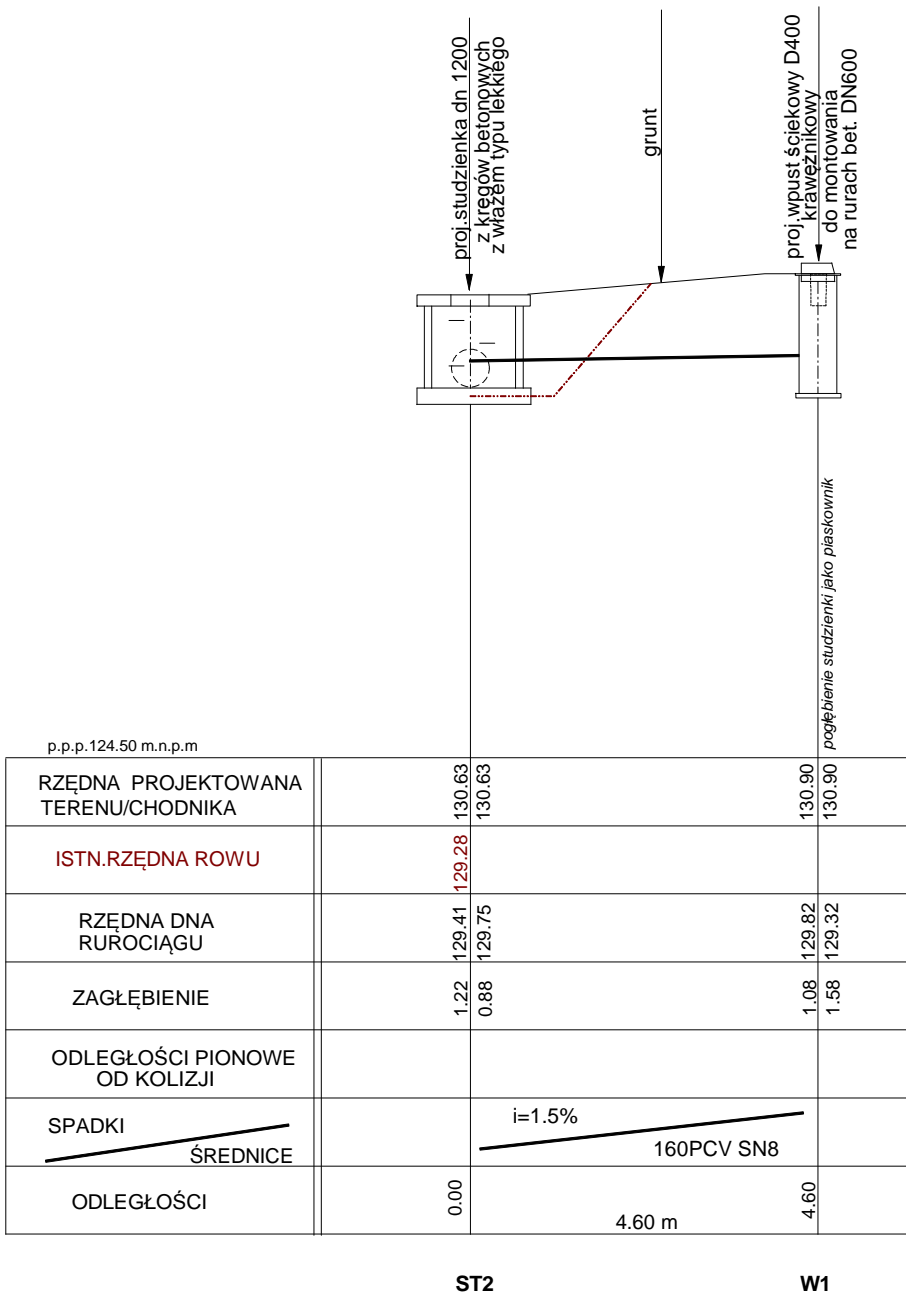 proj.studzienka dn 1200
z kręgów betonowych
z włazem typu lekkiego
grunt
proj.wpust ściekowy D400
krawężnikowy
do montowania
na rurach bet. DN600
pogłębienie studzienki jako piaskownik
p.p.p.124.50 m.n.p.m
RZĘDNA PROJEKTOWANA
TERENU/CHODNIKA
130.63
130.63
130.90
130.90
ISTN.RZĘDNA ROWU
129.28
RZĘDNA DNA
RUROCIĄGU
129.41
129.75
129.82
129.32
ZAGŁĘBIENIE
1.22
0.88
1.08
1.58
ODLEGŁOŚCI PIONOWE
OD KOLIZJI
SPADKI
ŚREDNICE
i=1.5%
160PCV SN8
ODLEGŁOŚCI
0.00
4.60 m
4.60
ST2
W1